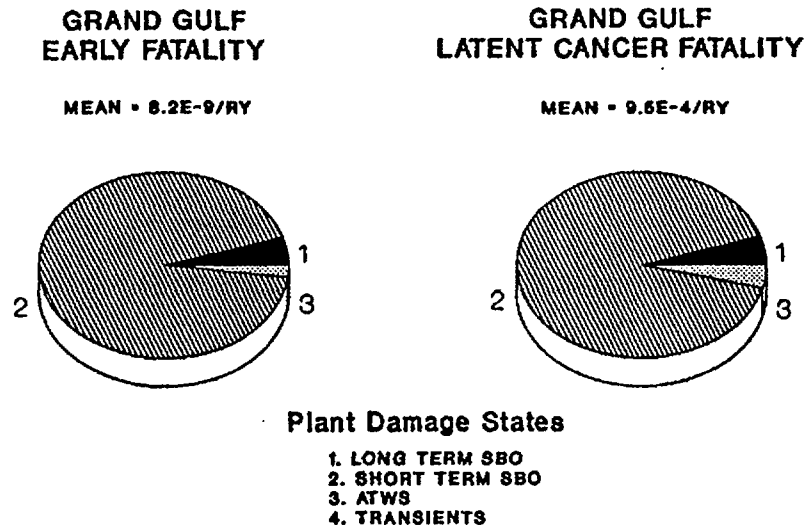 GRAND GULF
EARLY FATALITY
MEAN = 8.2E-9/RY
1
2
3
GRAND GULF
LATENT CANCER FATALITY
MEAN = 9.5E-4/RY
1
2
3
Plant Damage States
1. LONG TERM SBO
2. SHORT TERM SBO
3. ATWS
4. TRANSIENTS